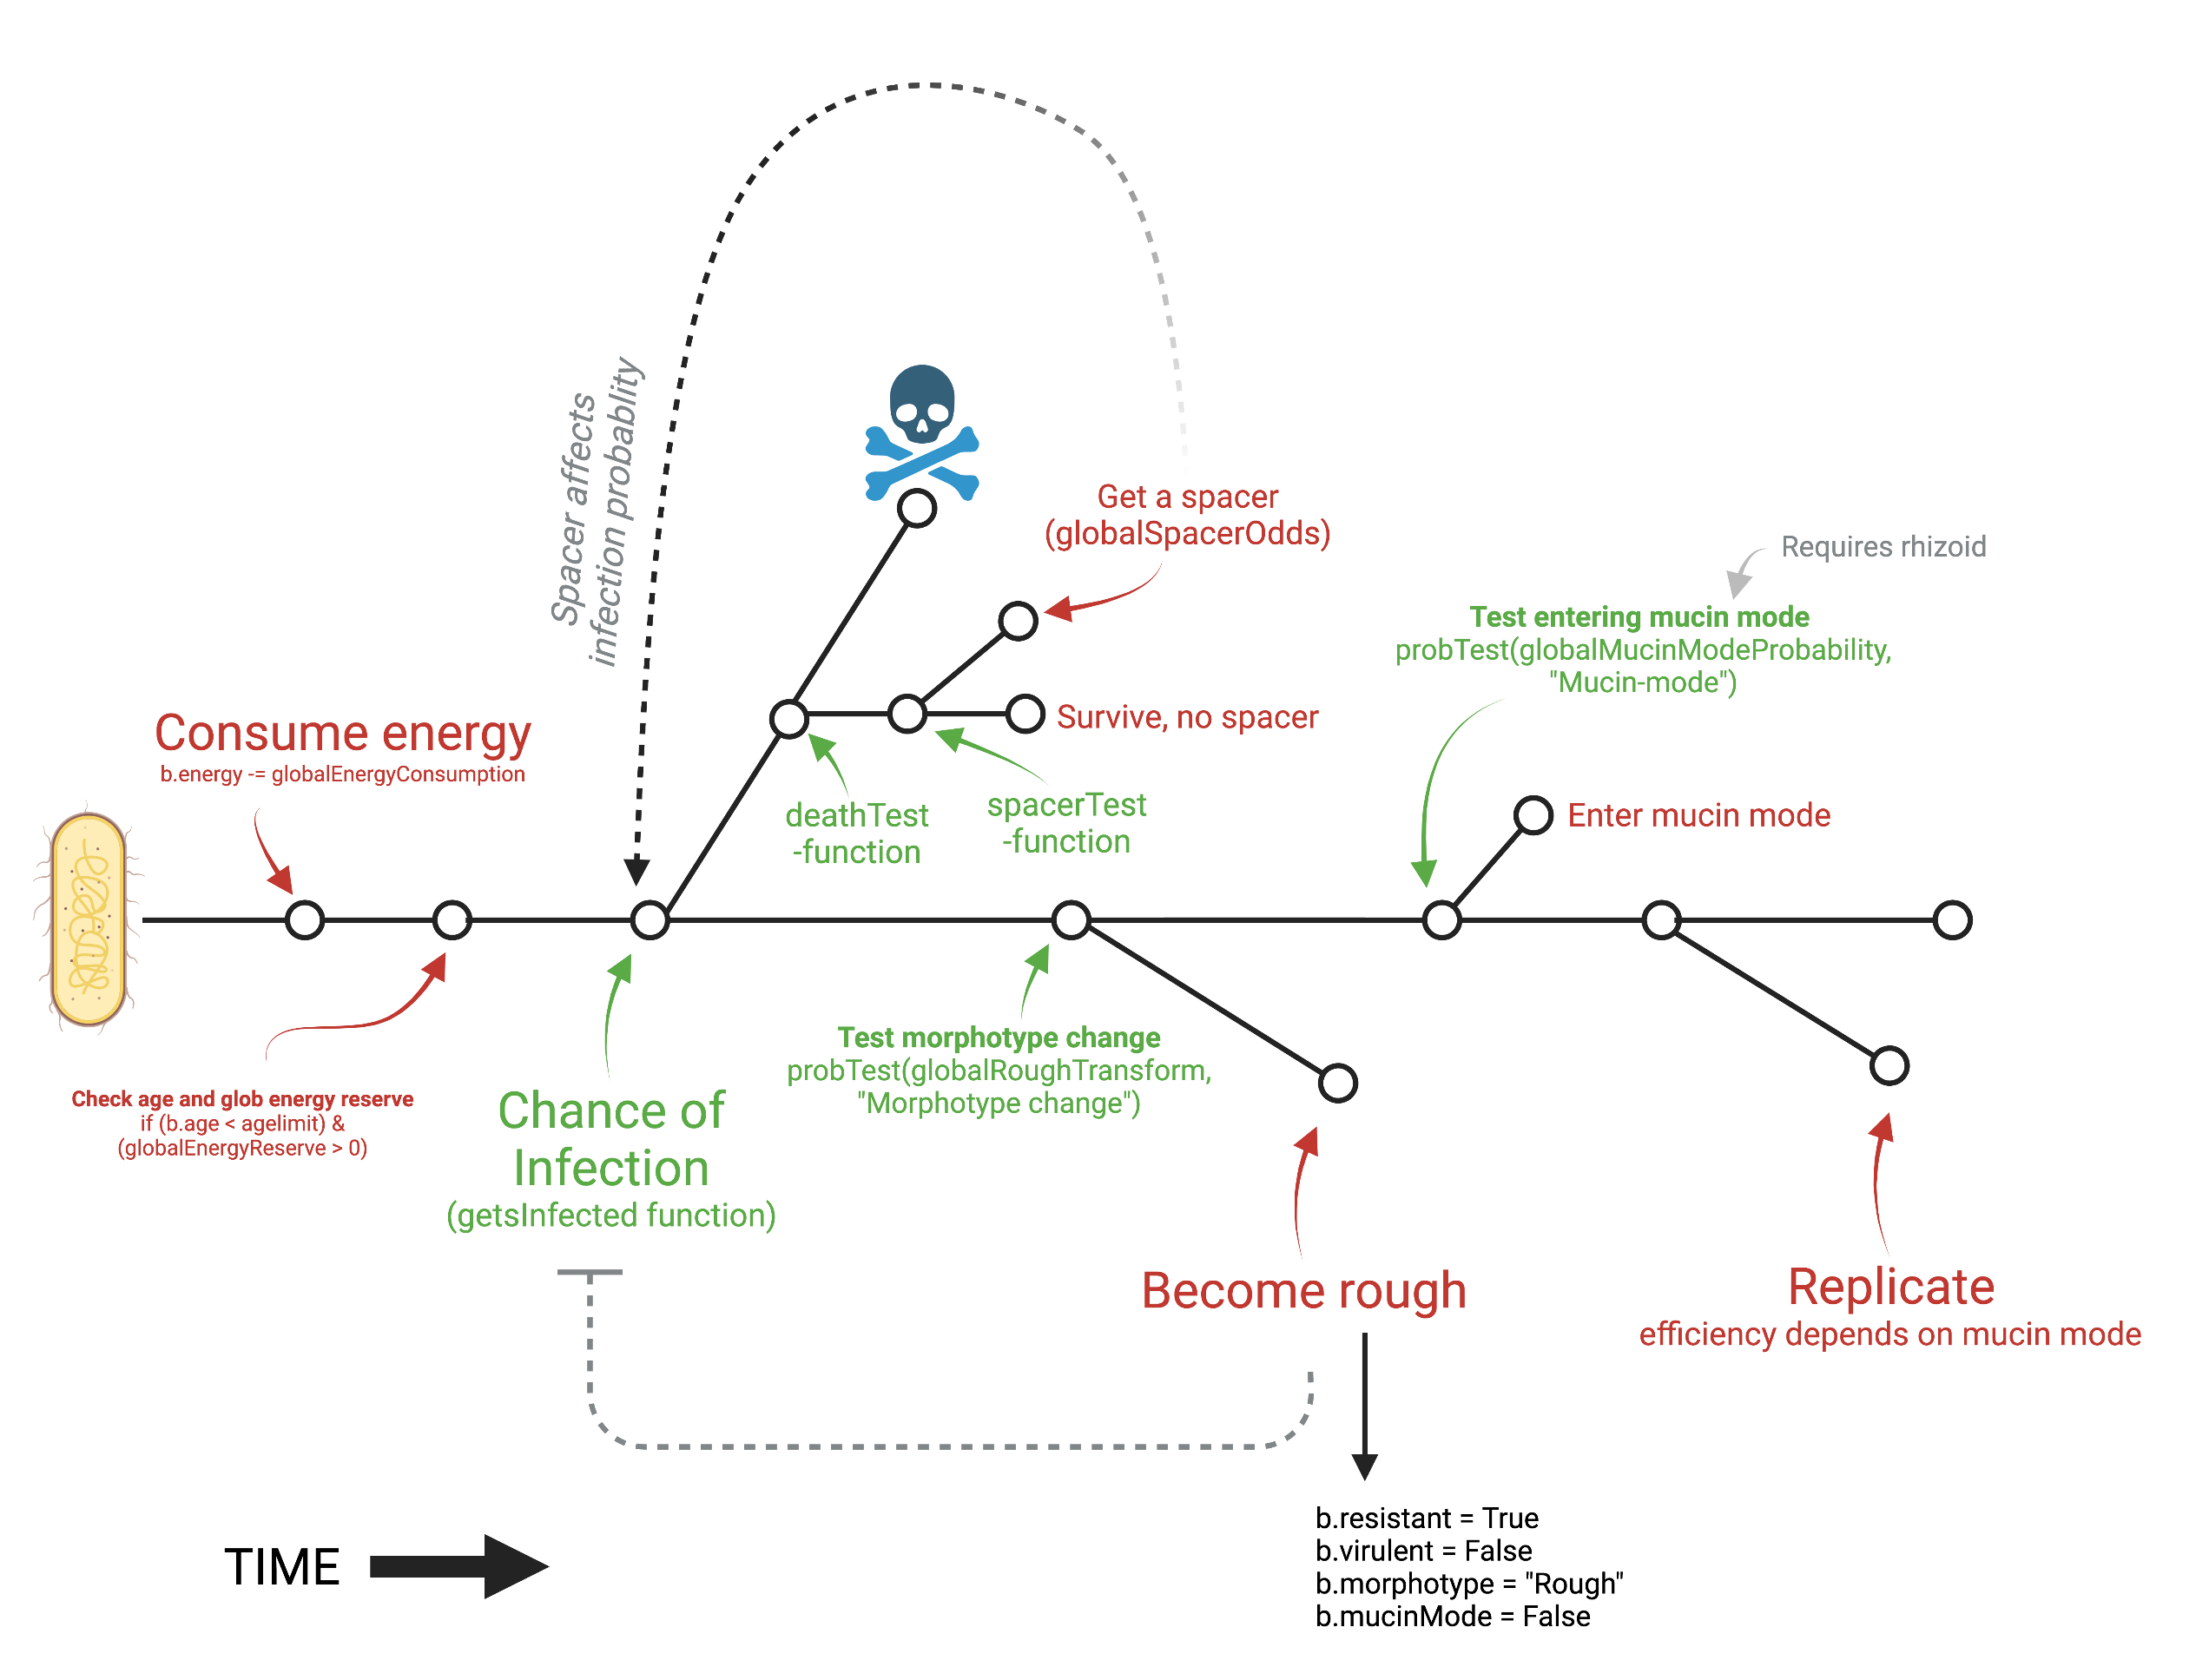 Spacer affects
infection probablity
Get a spacer
(globalSpacerOdds)
Requires rhizoid
Test entering mucin mode
probTest(globalMucinModeProbability,
"Mucin-mode")
Consume energy
b.energy -= globalEnergyConsumption
Survive, no spacer
deathTest
-function
spacerTest
-function
Enter mucin mode
Check age and glob energy reserve
if (b.age < agelimit) &
(globalEnergyReserve > 0)
Chance of
Infection
(getsInfected function)
Test morphotype change
probTest(globalRoughTransform,
"Morphotype change")
Become rough
Replicate
efficiency depends on mucin mode
TIME
b.resistant = True
b.virulent = False
b.morphotype = "Rough"
b.mucinMode = False